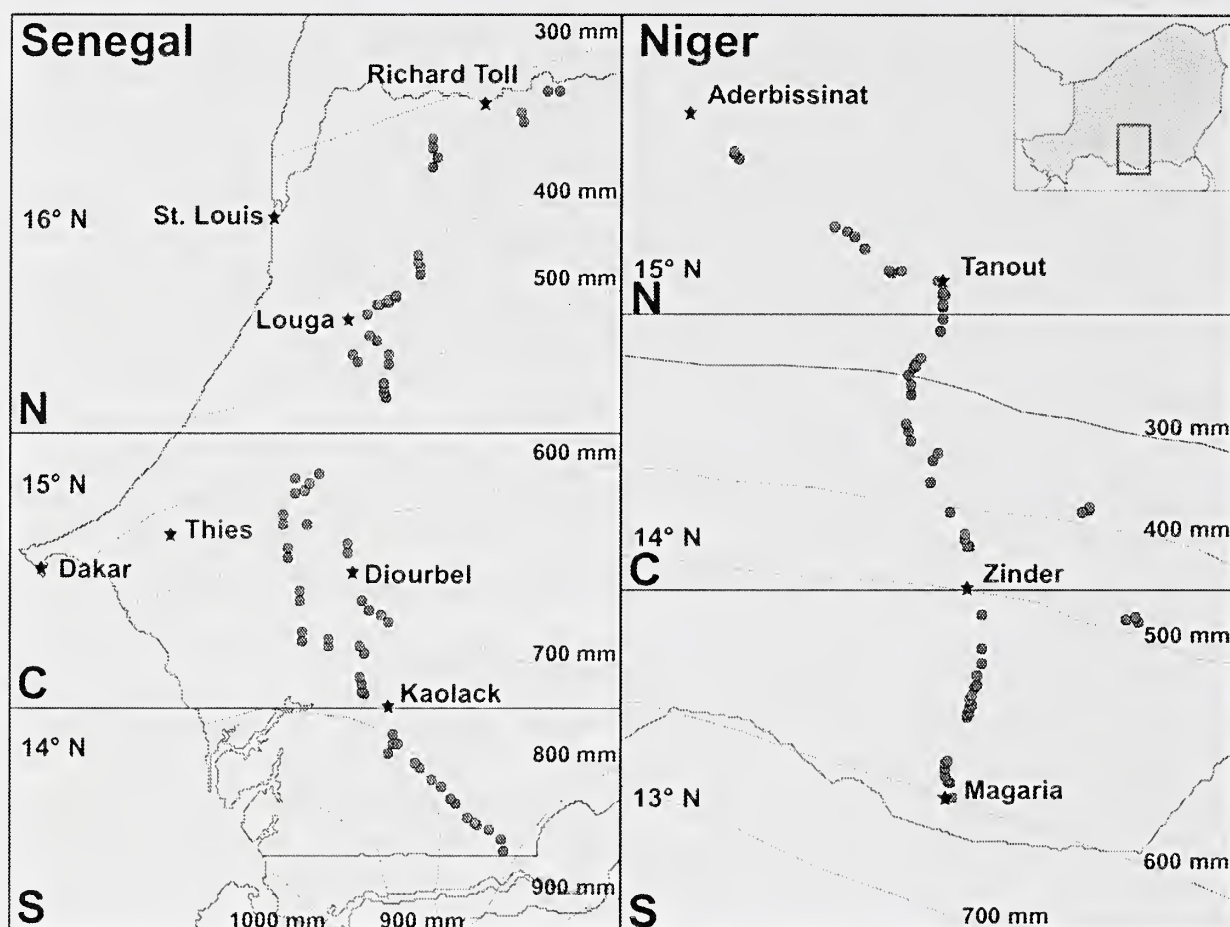 Senegal
300 mm
Richard Toll
400 mm
16° N
St. Louis
500 mm
Louga
N
600 mm
15° N
Thies
Dakar
Diourbel
700 mm
C
Kaolack
14° N
800 mm
900 mm
S
1000 mm
900 mm
Niger
Aderbissinat
15° N
Tanout
N
300 mm
400 mm
14° N
C
Zinder
500 mm
13° N
Magaria
600 mm
S
700 mm